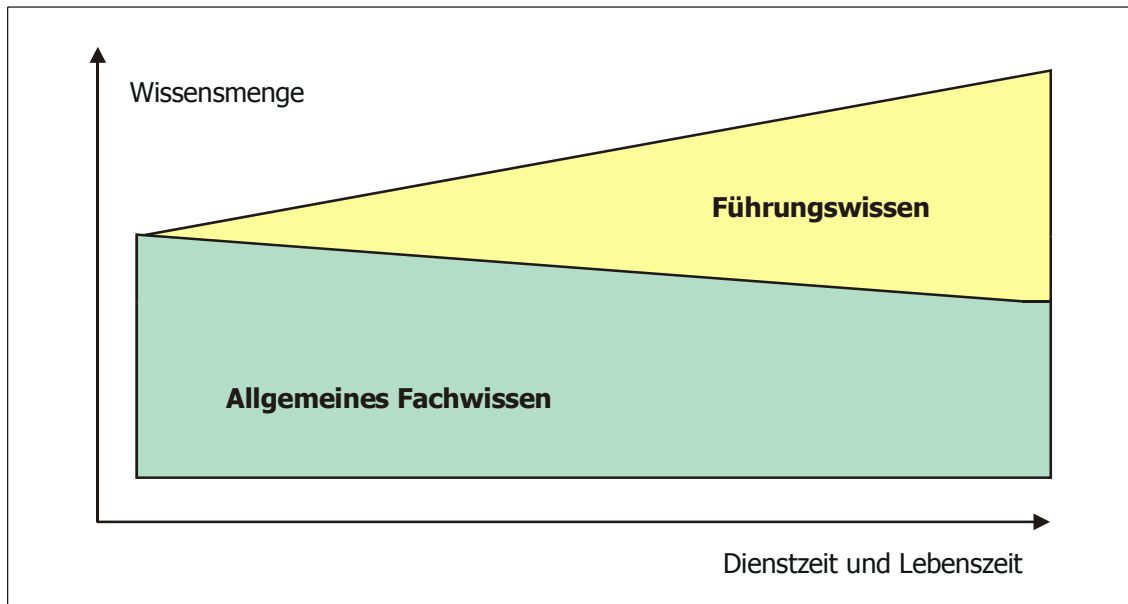 Wissensmenge
Führungswissen
Allgemeines Fachwissen
Dienstzeit und Lebenszeit